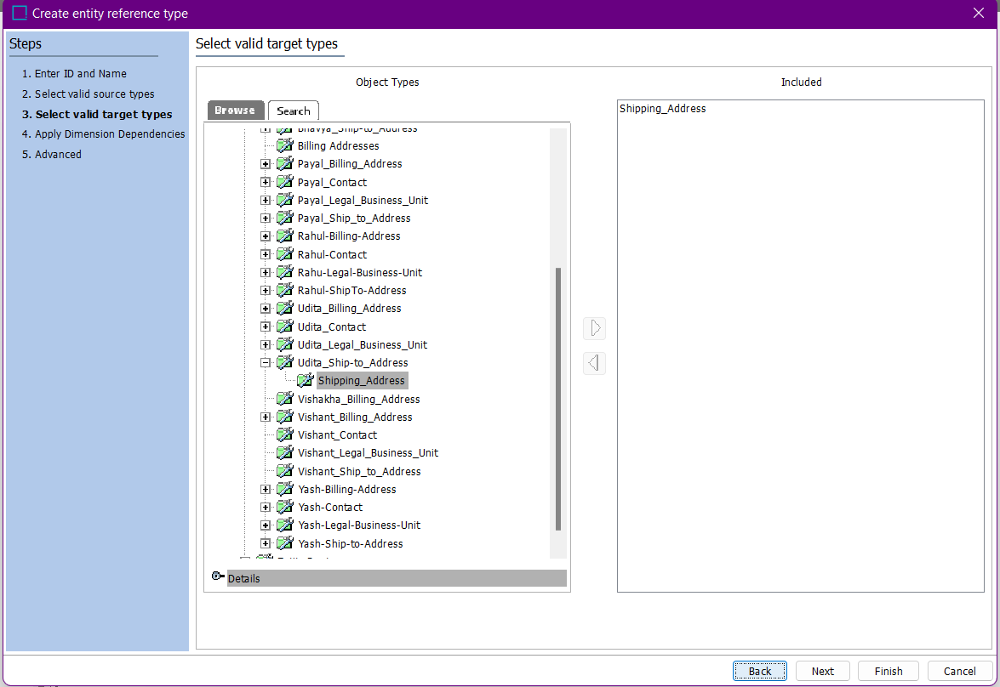 Create entity reference type
Steps
1. Enter ID and Name
2. Select valid source types
3. Select valid target types
4. Apply Dimension Dependencies
5. Advanced
Select valid target types
Object Types
Browse
Search
Bhavya_Ship-to_Address
Billing Addresses
Payal_Billing_Address
Payal_Contact
Payal_Legal_Business_Unit
Payal_Ship_to_Address
Rahul-Billing-Address
Rahul-Contact
Rahu-Legal-Business-Unit
Rahul-ShipTo-Address
Udita_Billing_Address
Udita_Contact
Udita_Legal_Business_Unit
Udita_Ship-to_Address
Shipping_Address
Vishakha_Billing_Address
Vishant_Billing_Address
Vishant_Contact
Vishant_Legal_Business_Unit
Vishant_Ship_to_Address
Yash-Billing-Address
Yash-Contact
Yash-Legal-Business-Unit
Yash-Ship-to-Address
Details
Included
Shipping_Address
Back
Next
Finish
Cancel